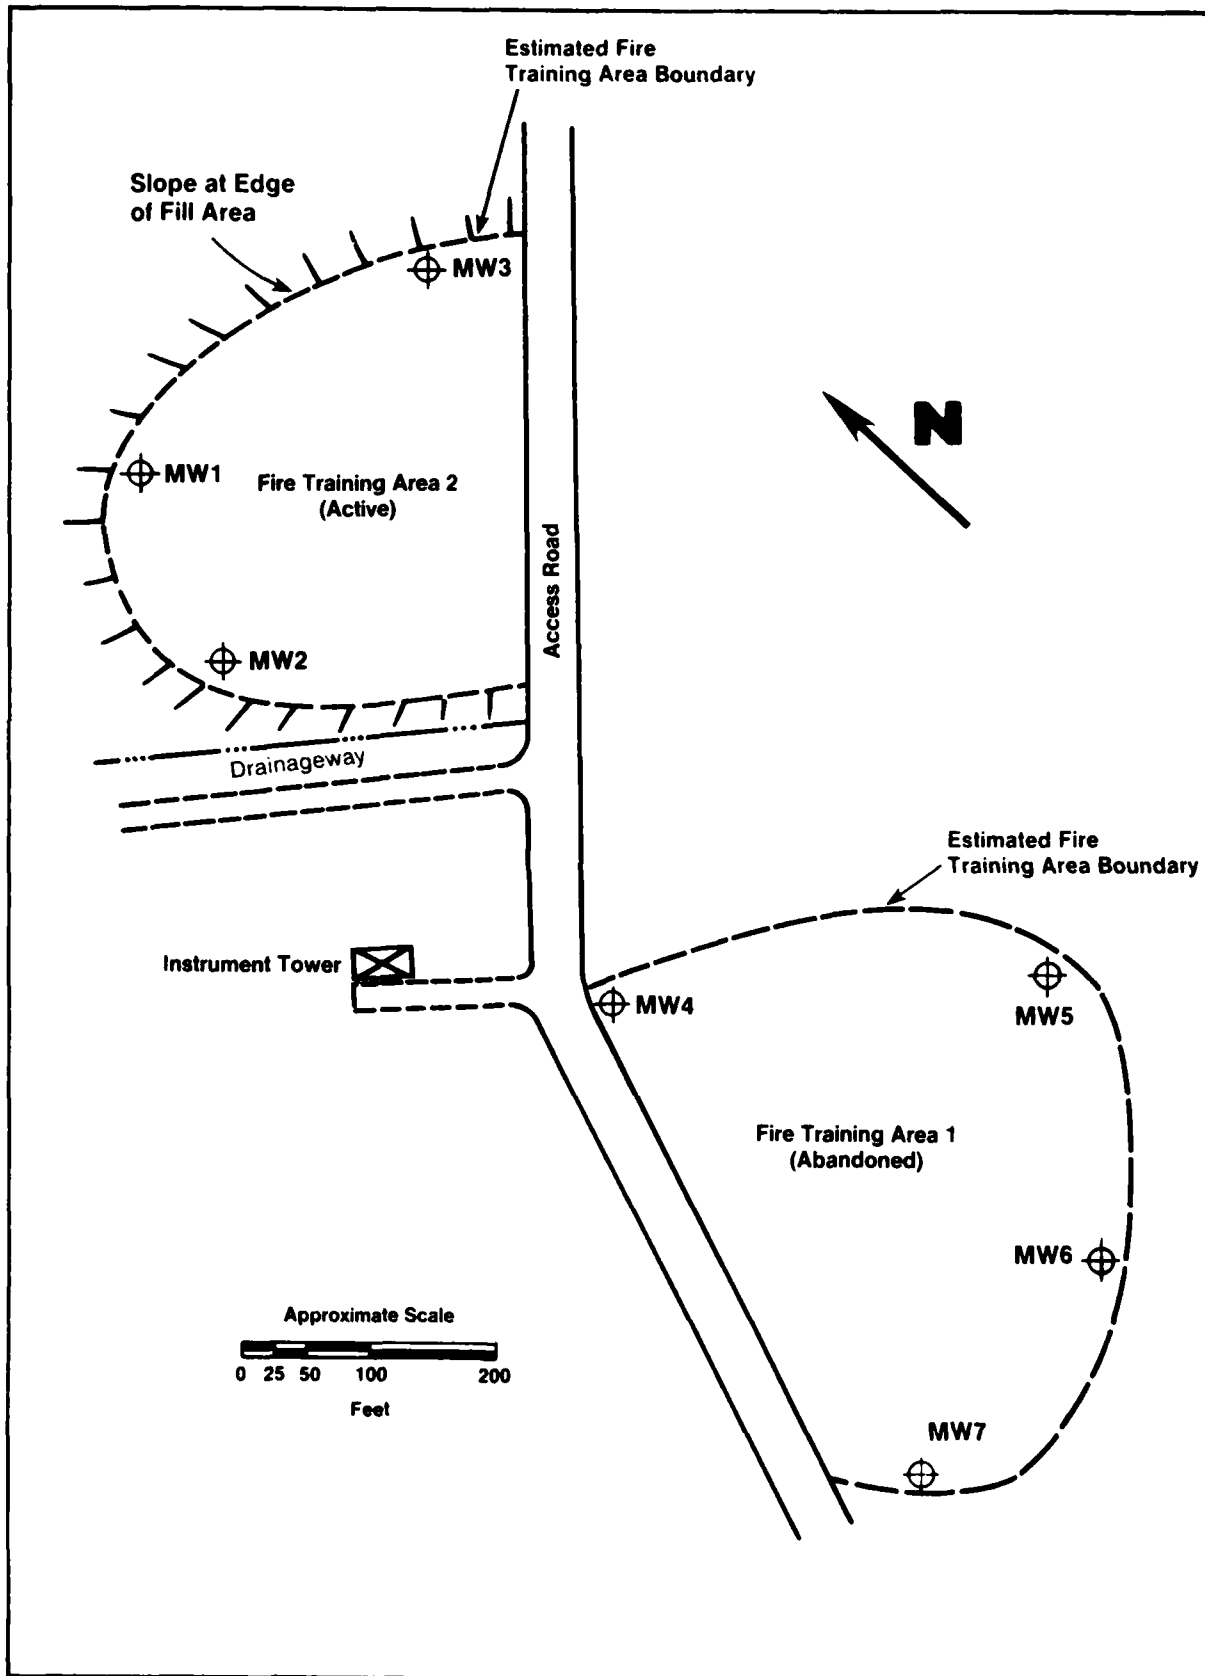 Estimated Fire
Training Area Boundary
Slope at Edge
of Fill Area
MW3
N
MW1
Fire Training Area 2
(Active)
Access Road
MW2
Drainageway
Estimated Fire
Training Area Boundary
Instrument Tower
MW4
MW5
Fire Training Area 1
(Abandoned)
MW6
Approximate Scale
0 25 50 100 200
Feet
MW7